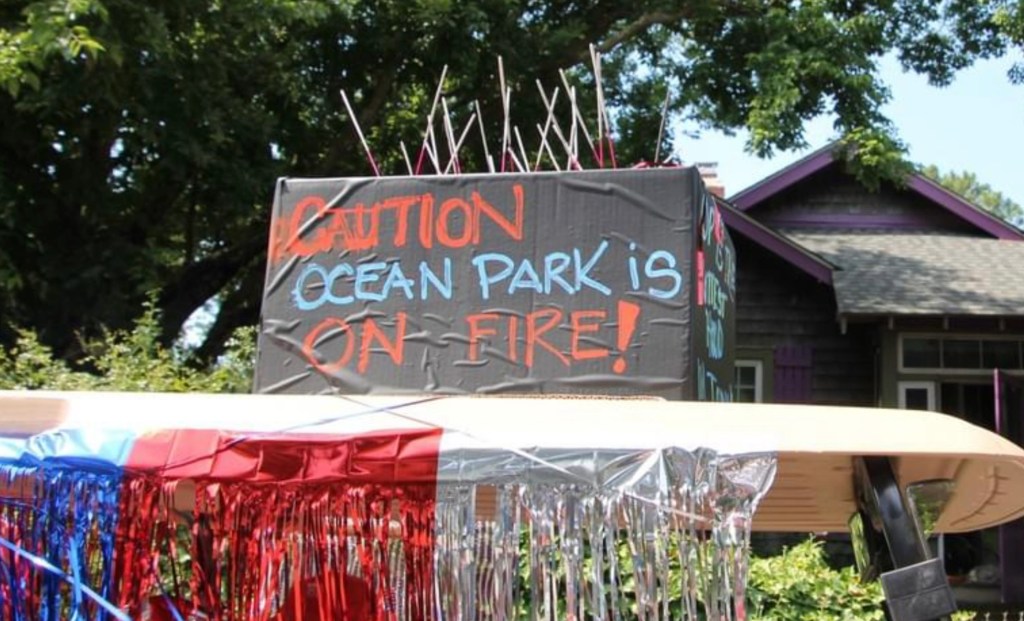 CAUTION
OCEAN PARK iS
ON FIRE!